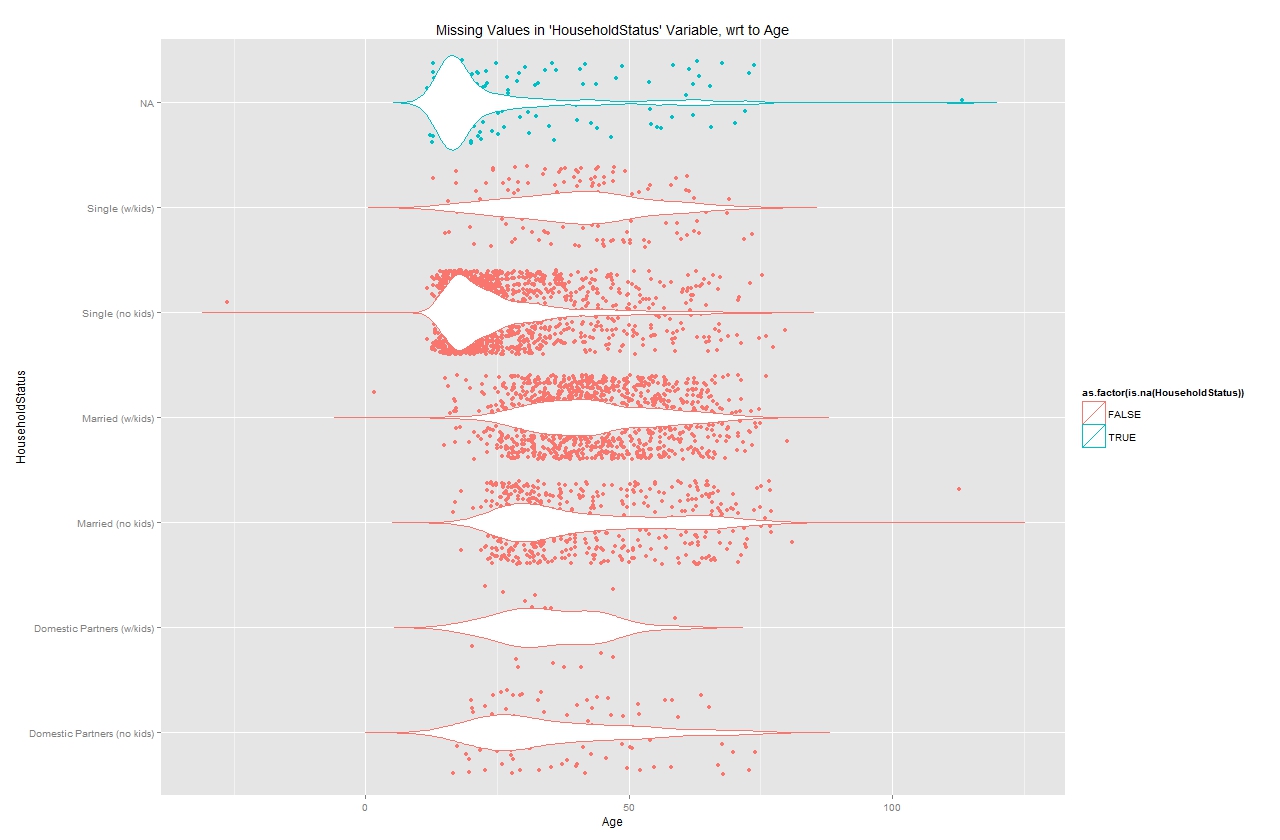 Missing Values in 'HouseholdStatus' Variable, wrt to Age
HouseholdStatus
NA
Single (w/kids)
Single (no kids)
Married (w/kids)
Married (no kids)
Domestic Partners (w/kids)
Domestic Partners (no kids)
0 50 100
Age
as.factor(is.na(HouseholdStatus))
FALSE
TRUE